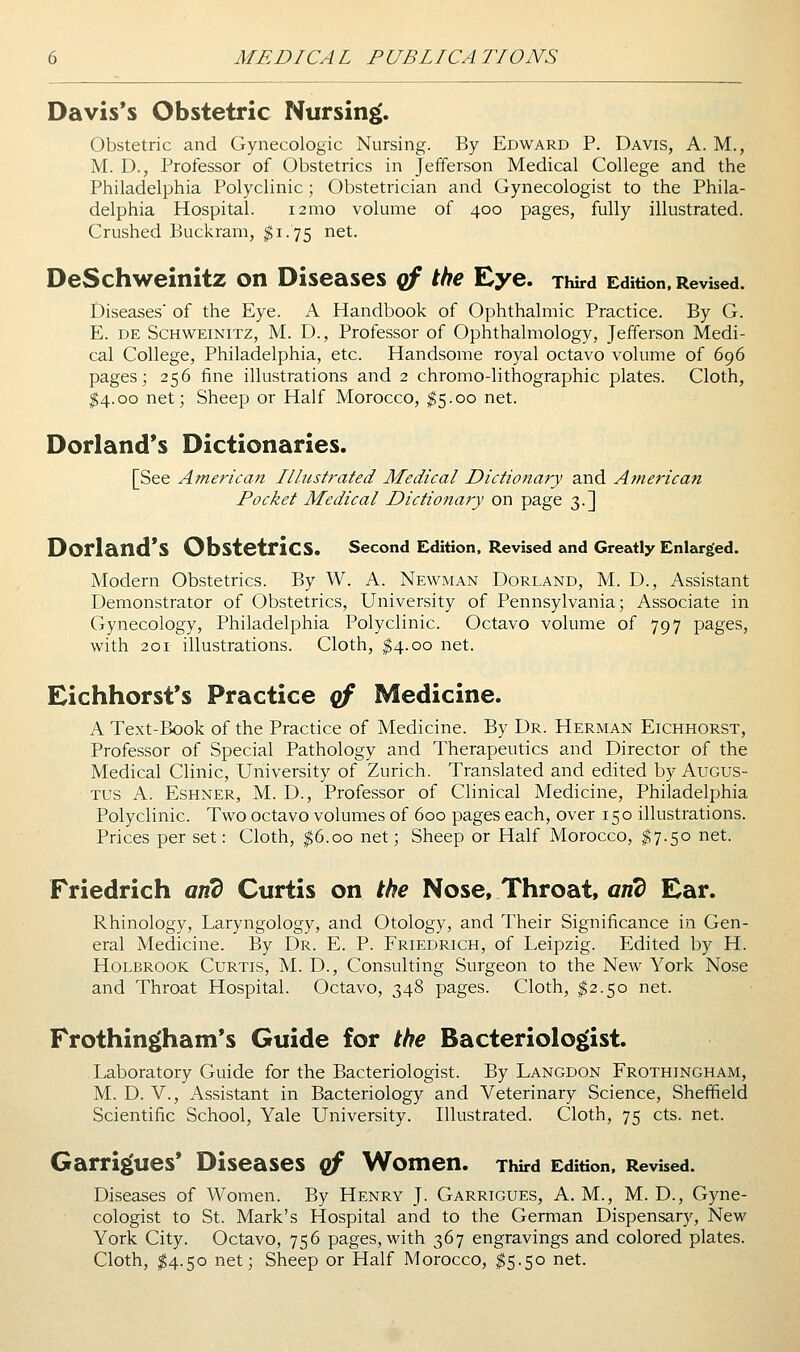 6 MEDICAL PUBLICATIONS
Davis's Obstetric Nursing.
Obstetric and Gynecologic Nursing. By Edward P. Davis, A. M.,
M. D., Professor of Obstetrics in Jefferson Medical College and the
Philadelphia Polyclinic; Obstetrician and Gynecologist to the Phila-
delphia Hospital. 12mo volume of 400 pages, fully illustrated.
Crushed Buckram, $1.75 net.
DeSchweinitz on Diseases of the Eye. Third Edition, Revised.
Diseases' of the Eye. A Handbook of Ophthalmic Practice. By G.
E. de Schweinitz, M. D., Professor of Ophthalmology, Jefferson Medi-
cal College, Philadelphia, etc. Handsome royal octavo volume of 696
pages; 256 fine illustrations and 2 chromo-lithographic plates. Cloth,
$4.00 net; Sheep or Half Morocco, $5.00 net.
Dorland's Dictionaries.
[See American Illustrated Medical Dictionary and American
Pocket Medical Dictionary on page 3.]
Dorland's Obstetrics. Second Edition, Revised and Greatly Enlarged.
Modern Obstetrics. By W. A. Newman Dorland, M. D., Assistant
Demonstrator of Obstetrics, University of Pennsylvania; Associate in
Gynecology, Philadelphia Polyclinic. Octavo volume of 797 pages,
with 201 illustrations. Cloth, $4.00 net.
Eichhorst's Practice of Medicine.
A Text-Book of the Practice of Medicine. By Dr. Herman Eichhorst,
Professor of Special Pathology and Therapeutics and Director of the
Medical Clinic, University of Zurich. Translated and edited by Augus-
tus A. Eshner, M. D., Professor of Clinical Medicine, Philadelphia
Polyclinic. Two octavo volumes of 600 pages each, over 150 illustrations.
Prices per set: Cloth, $6.00 net; Sheep or Half Morocco, $7.50 net.
Friedrich and Curtis on the Nose, Throat, and Ear.
Rhinology, Laryngology, and Otology, and Their Significance in Gen-
eral Medicine. By Dr. E. P. Friedrich, of Leipzig. Edited by H.
Holbrook Curtis, M. D., Consulting Surgeon to the New York Nose
and Throat Hospital. Octavo, 348 pages. Cloth, $2.50 net.
Frothingham's Guide for the Bacteriologist.
Laboratory Guide for the Bacteriologist. By Langdon Frothingham,
M. D. V., Assistant in Bacteriology and Veterinary Science, Sheffield
Scientific School, Yale University. Illustrated. Cloth, 75 cts. net.
Garrigues' Diseases of Women. Third Edition, Revised.
Diseases of Women. By Henry J. Garrigues, A. M., M. D., Gyne-
cologist to St. Mark's Hospital and to the German Dispensary, New
York City. Octavo, 756 pages, with 367 engravings and colored plates.
Cloth, $4.50 net; Sheep or Half Morocco, $5.50 net.